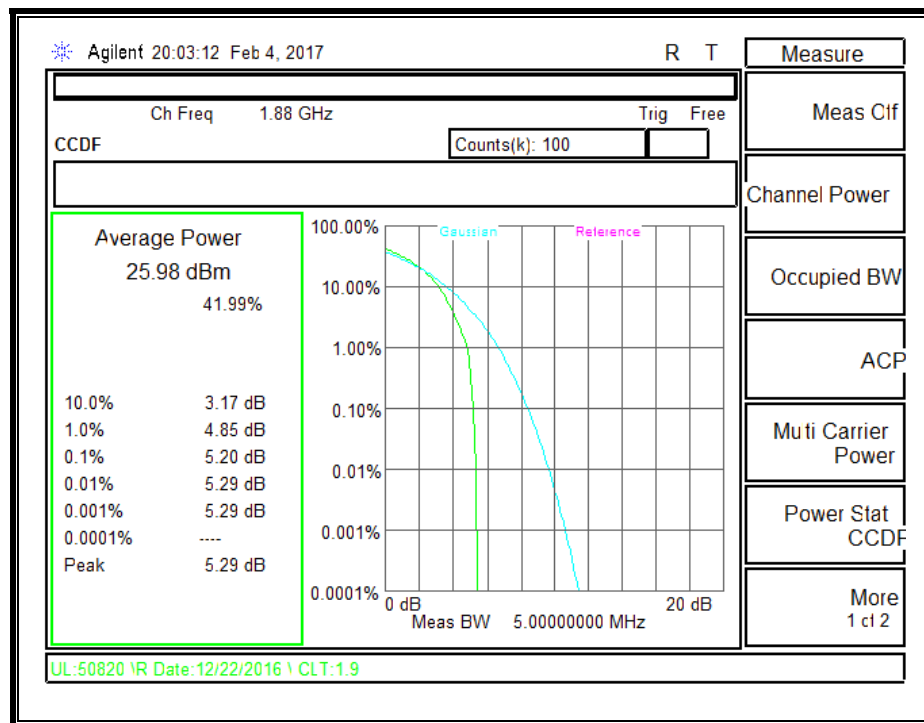 Agilent 20:03:12 Feb 4, 2017 R T
Measure
Ch Freq 1.88 GHz Trig Free
Meas Off
CCDF Counts(k): 100
Channel Power
Average Power
25.98 dBm
41.99%
10.0% 3.17 dB
1.0% 4.85 dB
0.1% 5.20 dB
0.01% 5.29 dB
0.001% 5.29 dB
0.0001% ----
Peak 5.29 dB
Gaussian Reference
100.00%
10.00%
1.00%
0.10%
0.01%
0.001%
0.0001%
0 dB 20 dB
Meas BW 5.00000000 MHz
Occupied BW
ACP
Multi Carrier
Power
Power Stat
CCDF
More
1 of 2
UL:50820 \R Date:12/22/2016 \ CLT:1.9